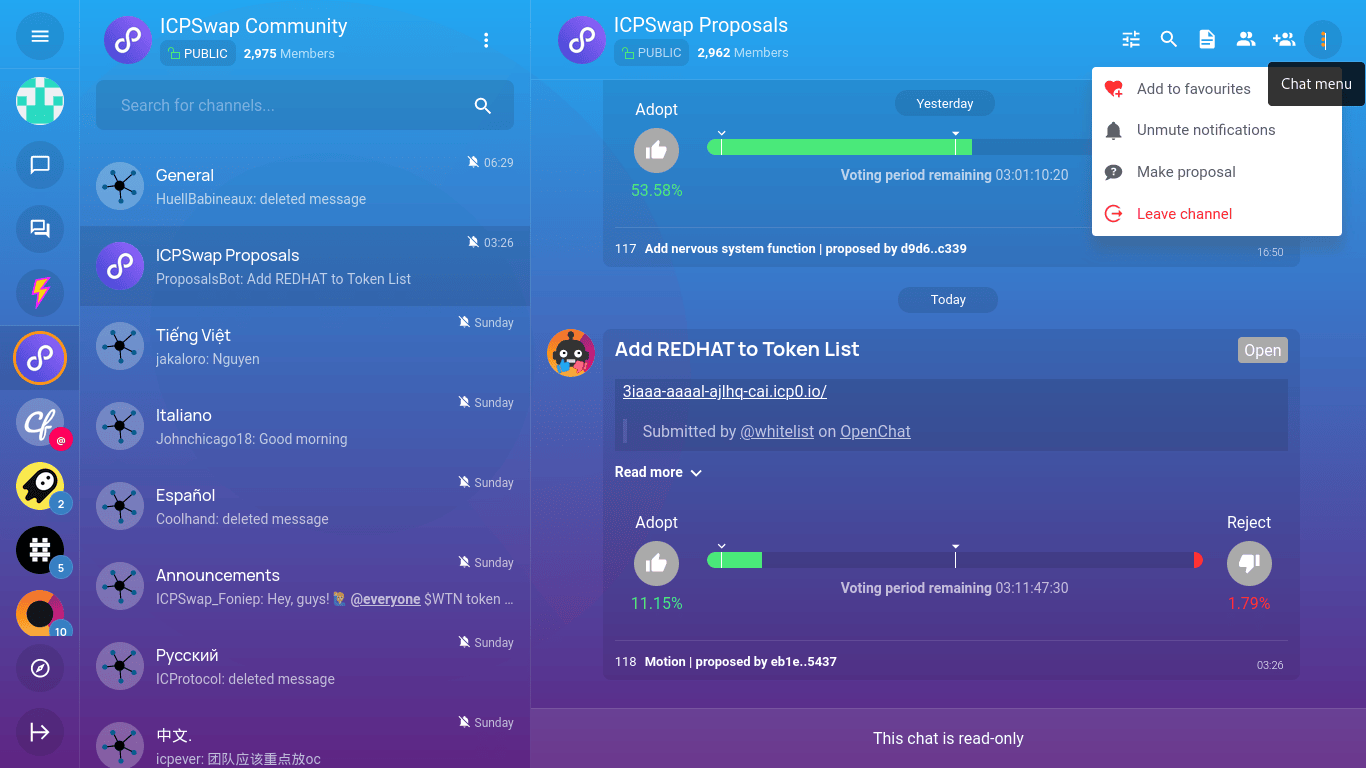 ICPSwap Community
PUBLIC 2,975 Members
Search for channels...
General
06:29
HuellBabineaux: deleted message
ICPSwap Proposals
03:26
ProposalsBot: Add REDHAT to Token List
Tiếng Việt
Sunday
jakaloro: Nguyen
Italiano
Sunday
Johnchicago18: Good morning
Español
Sunday
Coolhand: deleted message
Announcements
Sunday
ICPSwap_Foniep: Hey, guys! @everyone $WTN token ...
Русский
Sunday
ICProtocol: deleted message
中文.
Sunday
icpever: 团队应该重点放oc
@
2
5
10
ICPSwap Proposals
PUBLIC 2,962 Members
Chat menu
Add to favourites
Unmute notifications
Make proposal
Leave channel
Yesterday
Adopt
53.58%
Voting period remaining 03:01:10:20
117 Add nervous system function | proposed by d9d6..c339
16:50
Today
Add REDHAT to Token List
Open
3iaaa-aaaal-ajlhq-cai.icp0.io/
Submitted by @whitelist on OpenChat
Read more
Adopt
Reject
Voting period remaining 03:11:47:30
11.15%
1.79%
118 Motion | proposed by eb1e..5437
03:26
This chat is read-only